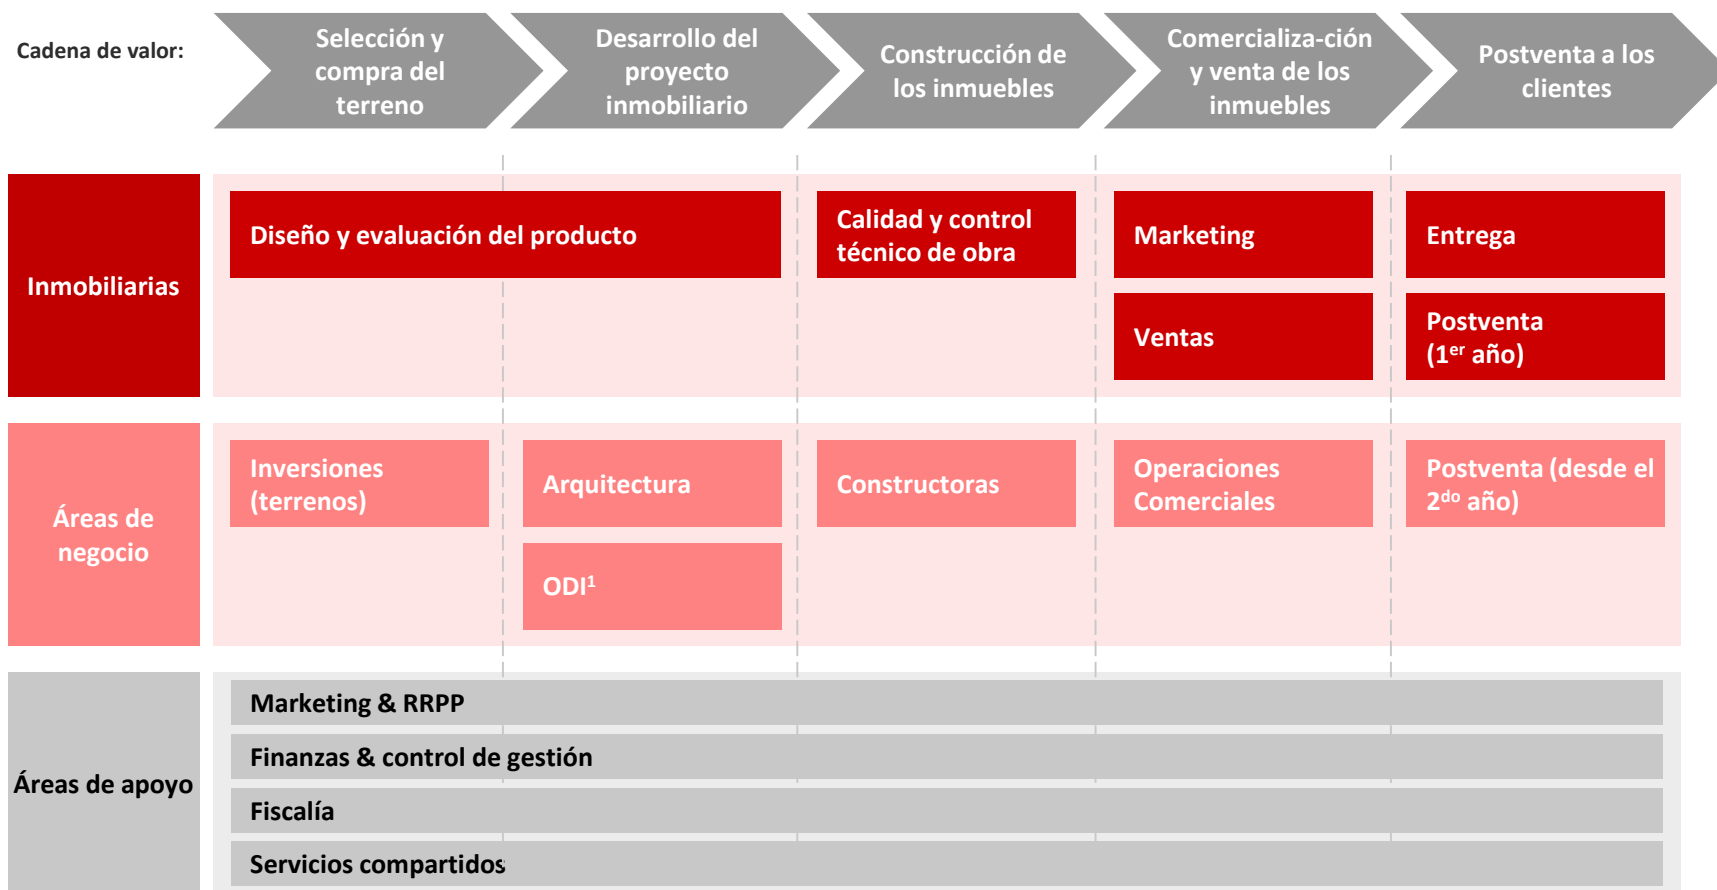 Cadena de valor:
Selección y
compra del
terreno
Desarrollo del
proyecto
inmobiliario
Construcción de
los inmuebles
Comercializa-ción
y venta de los
inmuebles
Postventa a los
clientes
Inmobiliarias
Diseño y evaluación del producto
Calidad y control
técnico de obra
Marketing
Entrega
Ventas
Postventa
(1er año)
Áreas de
negocio
Inversiones
(terrenos)
Arquitectura
Constructoras
Operaciones
Comerciales
Postventa (desde el
2do año)
ODI1
Áreas de apoyo
Marketing & RRPP
Finanzas & control de gestión
Fiscalía
Servicios compartidos